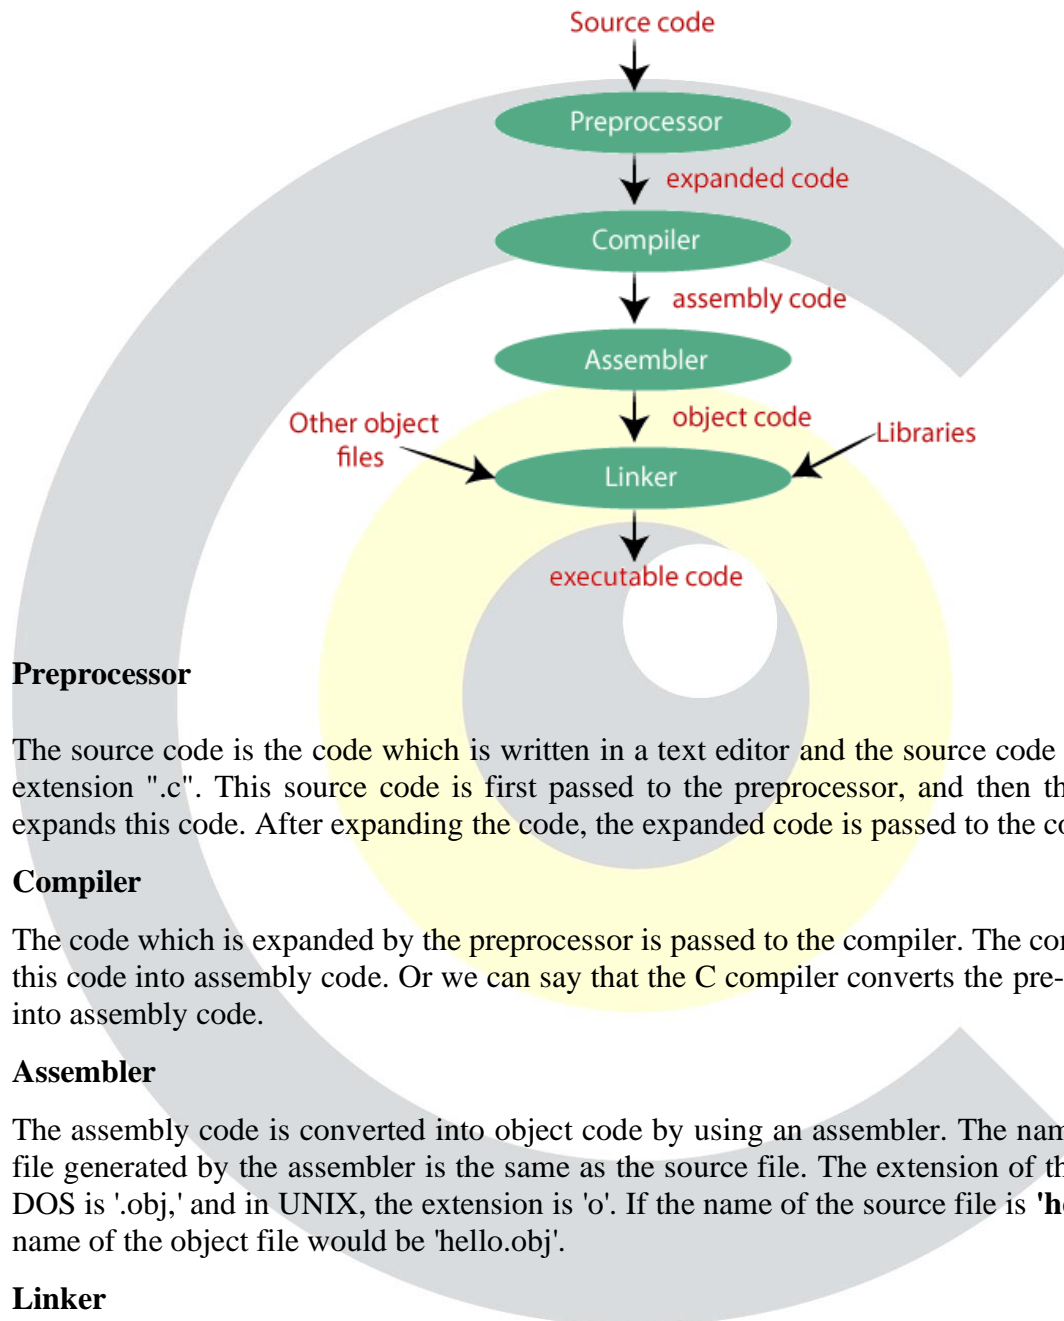 Source code
Preprocessor
expanded code
Compiler
assembly code
Assembler
object code
Other object
files
Libraries
Linker
executable code
Preprocessor
The source code is the code which is written in a text editor and the source code
extension ".c". This source code is first passed to the preprocessor, and then
expands this code. After expanding the code, the expanded code is passed to the
Compiler
The code which is expanded by the preprocessor is passed to the compiler. The
this code into assembly code. Or we can say that the C compiler converts the pre-
into assembly code.
Assembler
The assembly code is converted into object code by using an assembler. The
file generated by the assembler is the same as the source file. The extension of
DOS is '.obj,' and in UNIX, the extension is 'o'. If the name of the source file is
name of the object file would be 'hello.obj'.
Linker